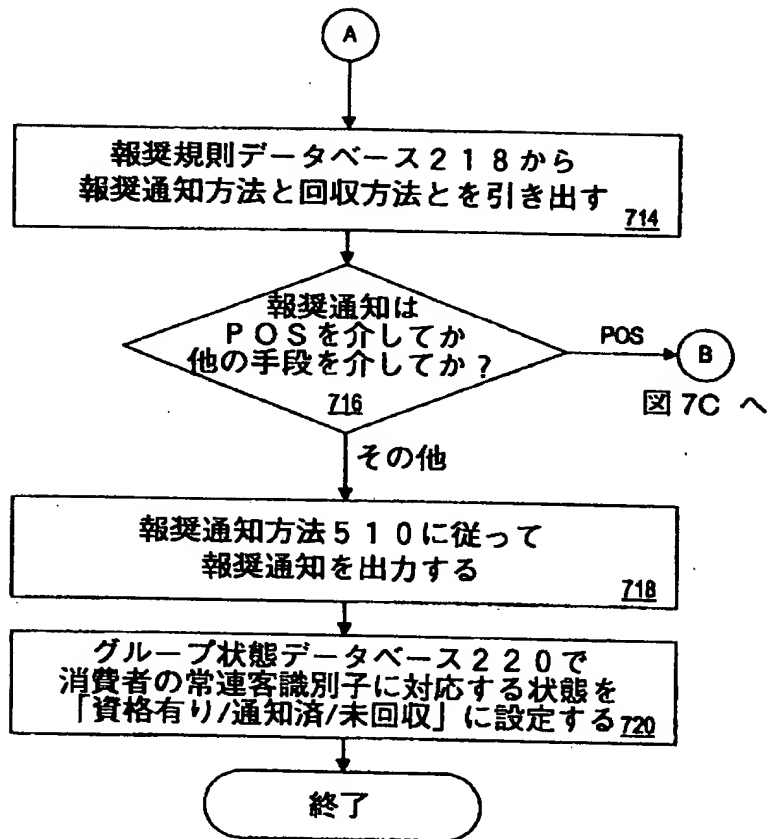 A
報奨規則データベース218から
報奨通知方法と回収方法とを引き出す
714
報奨通知は
POSを介してか
他の手段を介してか?
716
POS
B
図 7C へ
その他
報奨通知方法510に従って
報奨通知を出力する
718
グループ状態データベース220で
消費者の常連客識別子に対応する状態を
「資格有り/通知済/未回収」に設定する
720
終了